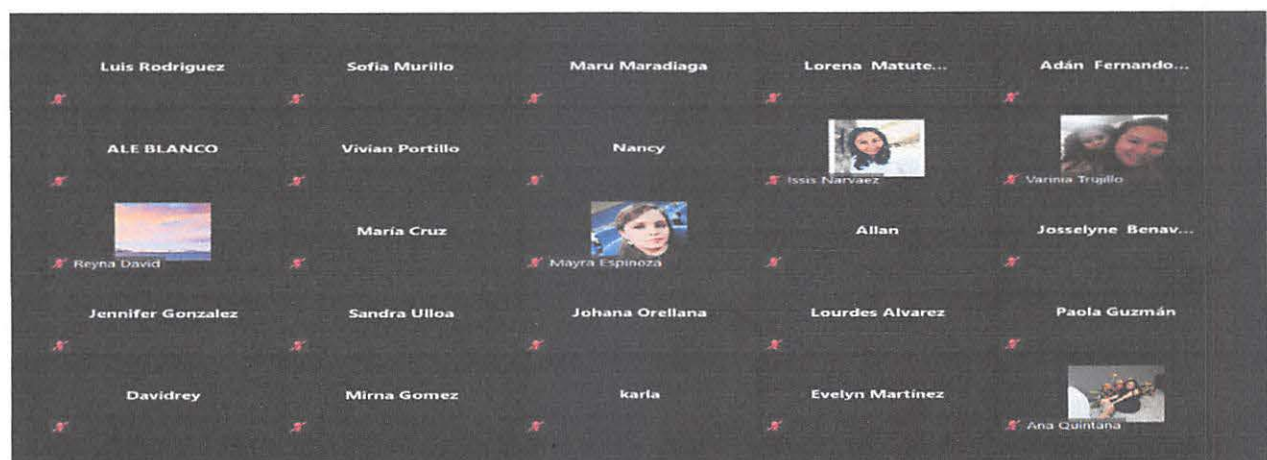 Luis Rodriguez
Sofia Murillo
Maru Maradiaga
Lorena Matute...
Adán Fernando...
ALE BLANCO
Vivian Portillo
Nancy
Issis Narvaez
Varinia Trujillo
Reyna David
María Cruz
Mayra Espinoza
Allan
Josselyne Benav...
Jennifer Gonzalez
Sandra Ulloa
Johana Orellana
Lourdes Alvarez
Paola Guzmán
Davidrey
Mirna Gomez
karla
Evelyn Martínez
Ana Quintana